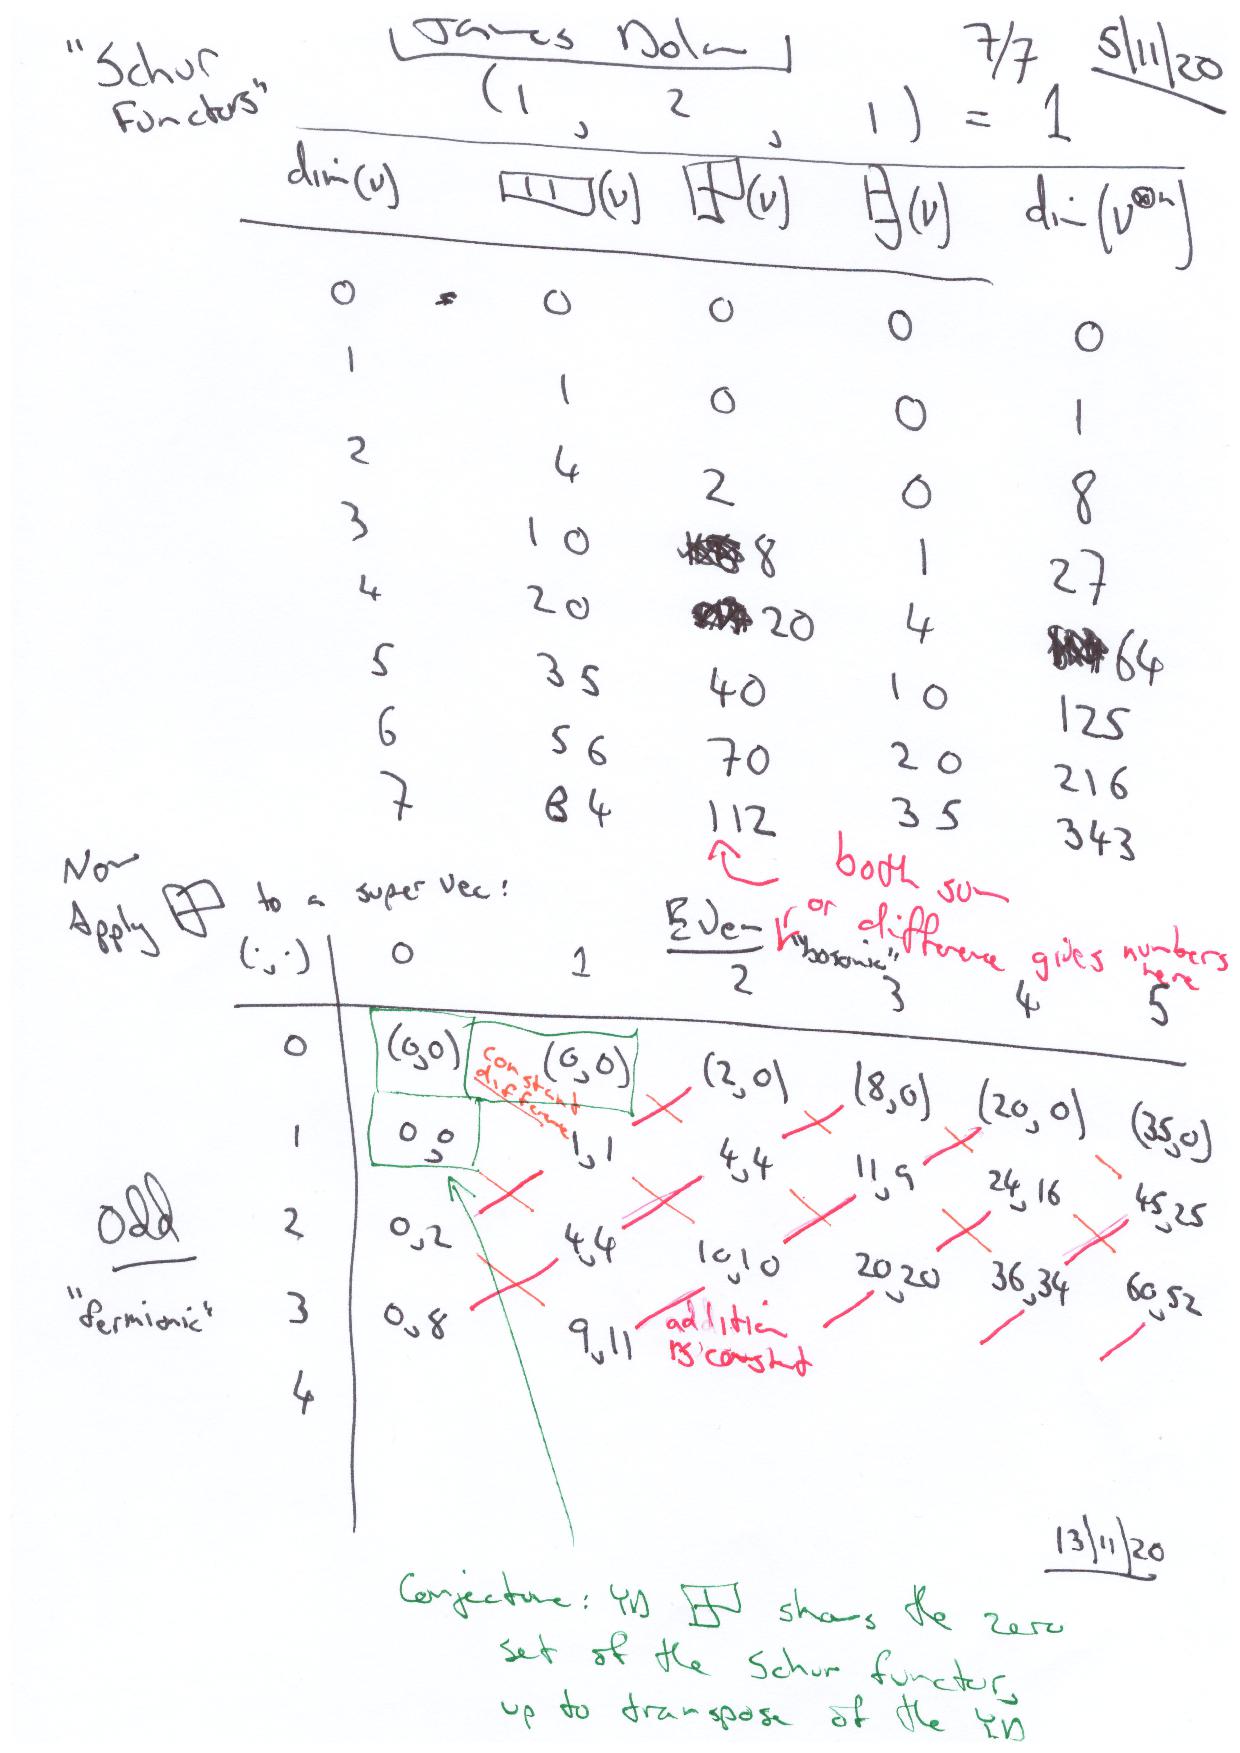 "Schur
Functors"
James Dolan
7/7 5/11/20
(1, 2, 1) = 1
dim(V) (V) (V) (V) dim(V⊗n)
0 0 0 0 0
1 1 0 0 1
2 4 2 0 8
3 10 8 1 27
4 20 20 4 64
5 35 40 10 125
6 56 70 20 216
7 84 112 35 343
both sum
or difference gives numbers
here
Now
Apply to a super vec!
Even
"bosonic"
(·,·) 0 1 2 3 4 5
0 (0,0) (0,0) (2,0) (8,0) (20,0) (35,0)
constant
difference
1 0,0 1,1 4,4 11,9 24,16 45,25
Odd
"fermionic"
2 0,2 4,4 10,10 20,20 36,34 60,52
3 0,8 9,11
addition
is constant
4
13/11/20
Conjecture: YD shows the zero
set of the Schur functor,
up to transpose of the YD